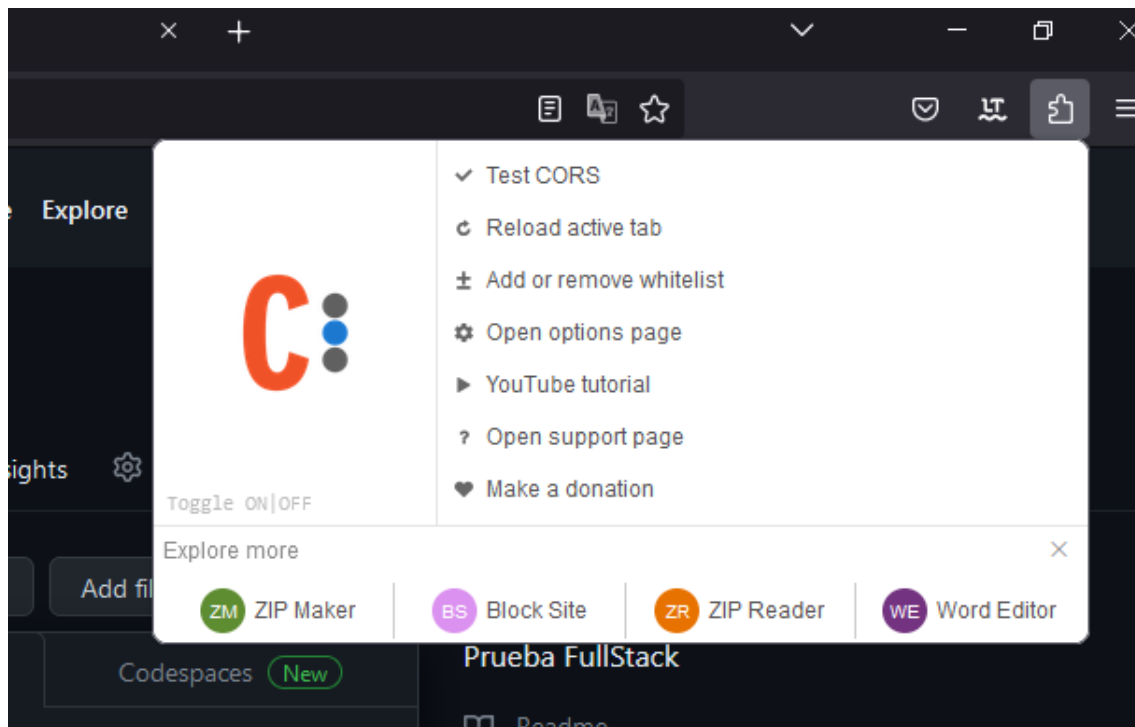 Explore
Test CORS
Reload active tab
Add or remove whitelist
Open options page
YouTube tutorial
? Open support page
Make a donation
sights
Toggle ON|OFF
Explore more
Add fil
ZM ZIP Maker
BS Block Site
ZR ZIP Reader
WE Word Editor
Codespaces New
Prueba FullStack
Readme
LT